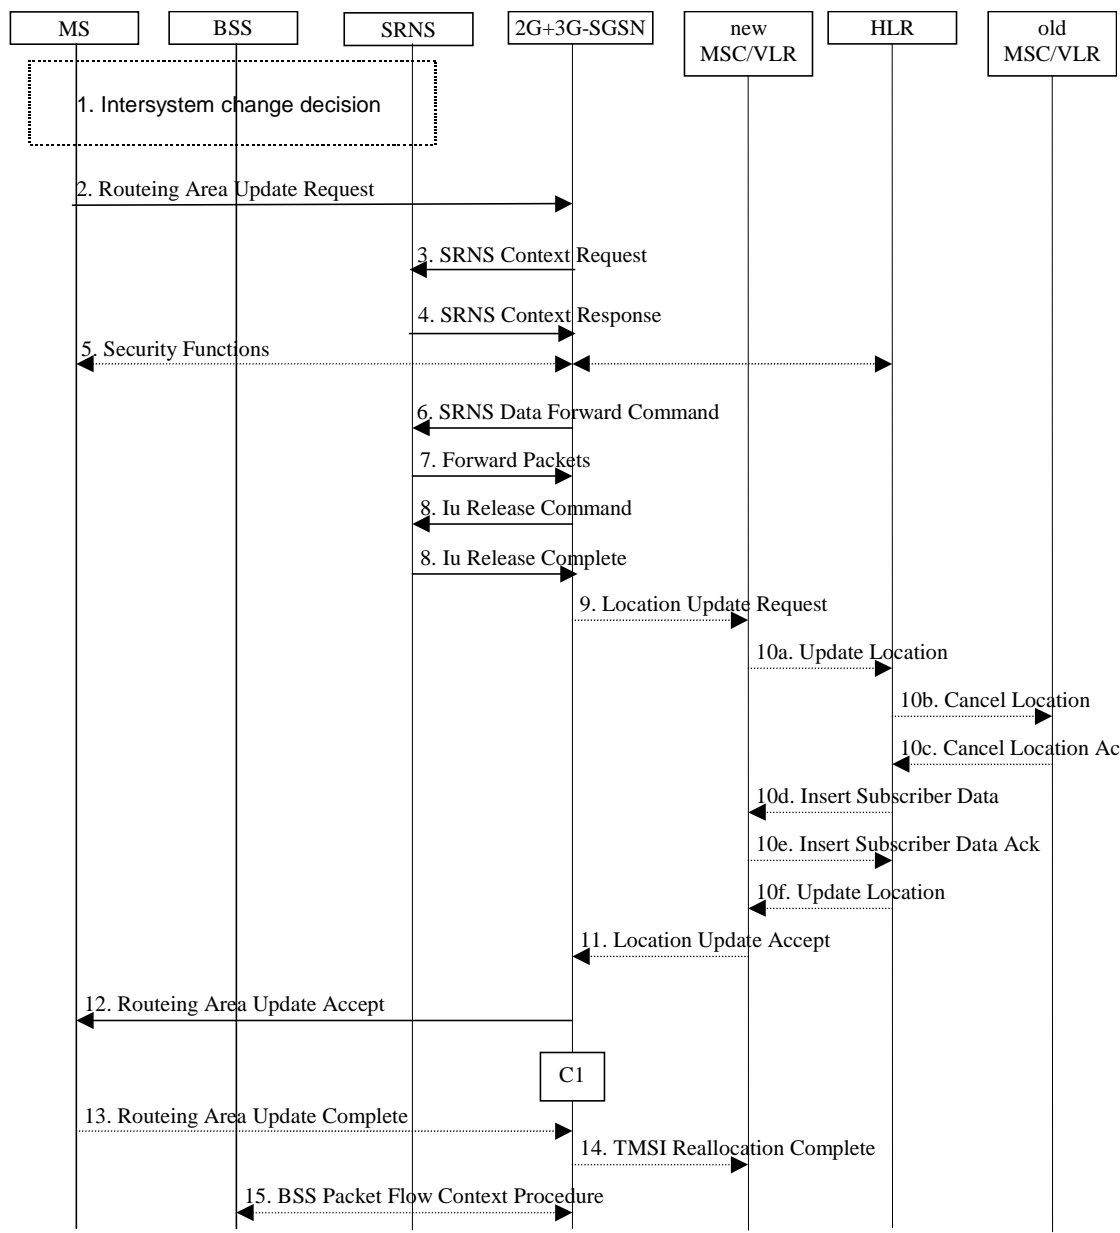 MS
BSS
SRNS
2G+3G-SGSN
new
MSC/VLR
HLR
old
MSC/VLR
1. Intersystem change decision
2. Routeing Area Update Request
3. SRNS Context Request
4. SRNS Context Response
5. Security Functions
6. SRNS Data Forward Command
7. Forward Packets
8. Iu Release Command
8. Iu Release Complete
9. Location Update Request
10a. Update Location
10b. Cancel Location
10c. Cancel Location Ac
10d. Insert Subscriber Data
10e. Insert Subscriber Data Ack
10f. Update Location
11. Location Update Accept
12. Routeing Area Update Accept
C1
13. Routeing Area Update Complete
14. TMSI Reallocation Complete
15. BSS Packet Flow Context Procedure